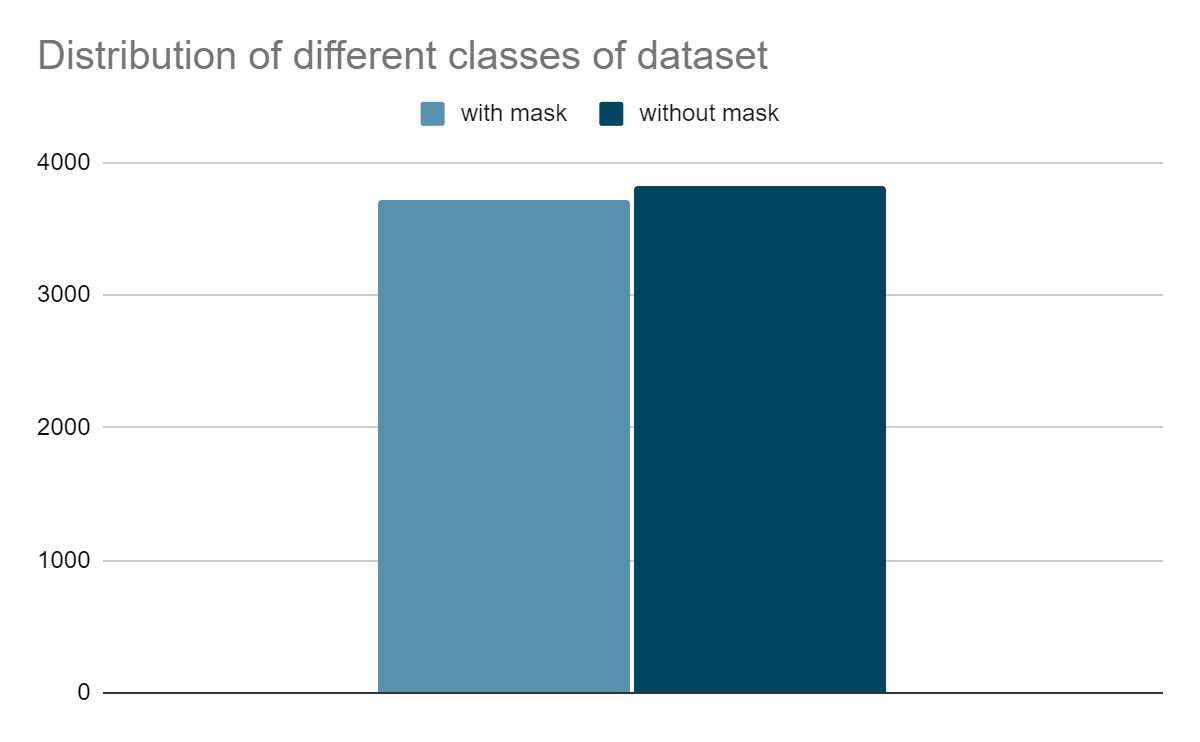 Distribution of different classes of dataset
with mask without mask
4000
3000
2000
1000
0